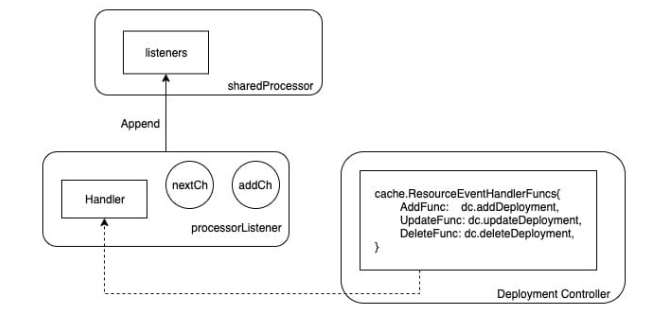 listeners
sharedProcessor
Append
nextCh
addCh
Handler
processorListener
cache.ResourceEventHandlerFuncs{
AddFunc: dc.addDeployment,
UpdateFunc: dc.updateDeployment,
DeleteFunc: dc.deleteDeployment,
}
Deployment Controller